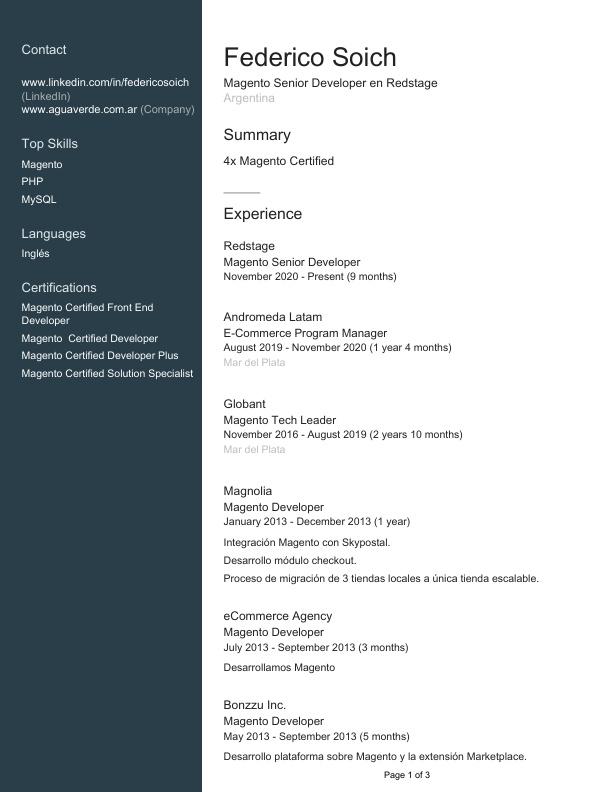 Contact
www.linkedin.com/in/federicosoich
(LinkedIn)
www.aguaverde.com.ar (Company)
Top Skills
Magento
PHP
MySQL
Languages
Inglés
Certifications
Magento Certified Front End
Developer
Magento Certified Developer
Magento Certified Developer Plus
Magento Certified Solution Specialist
Federico Soich
Magento Senior Developer en Redstage
Argentina
Summary
4x Magento Certified
Experience
Redstage
Magento Senior Developer
November 2020 - Present (9 months)
Andromeda Latam
E-Commerce Program Manager
August 2019 - November 2020 (1 year 4 months)
Mar del Plata
Globant
Magento Tech Leader
November 2016 - August 2019 (2 years 10 months)
Mar del Plata
Magnolia
Magento Developer
January 2013 - December 2013 (1 year)
Integración Magento con Skypostal.
Desarrollo módulo checkout.
Proceso de migración de 3 tiendas locales a única tienda escalable.
eCommerce Agency
Magento Developer
July 2013 - September 2013 (3 months)
Desarrollamos Magento
Bonzzu Inc.
Magento Developer
May 2013 - September 2013 (5 months)
Desarrollo plataforma sobre Magento y la extensión Marketplace.
Page 1 of 3